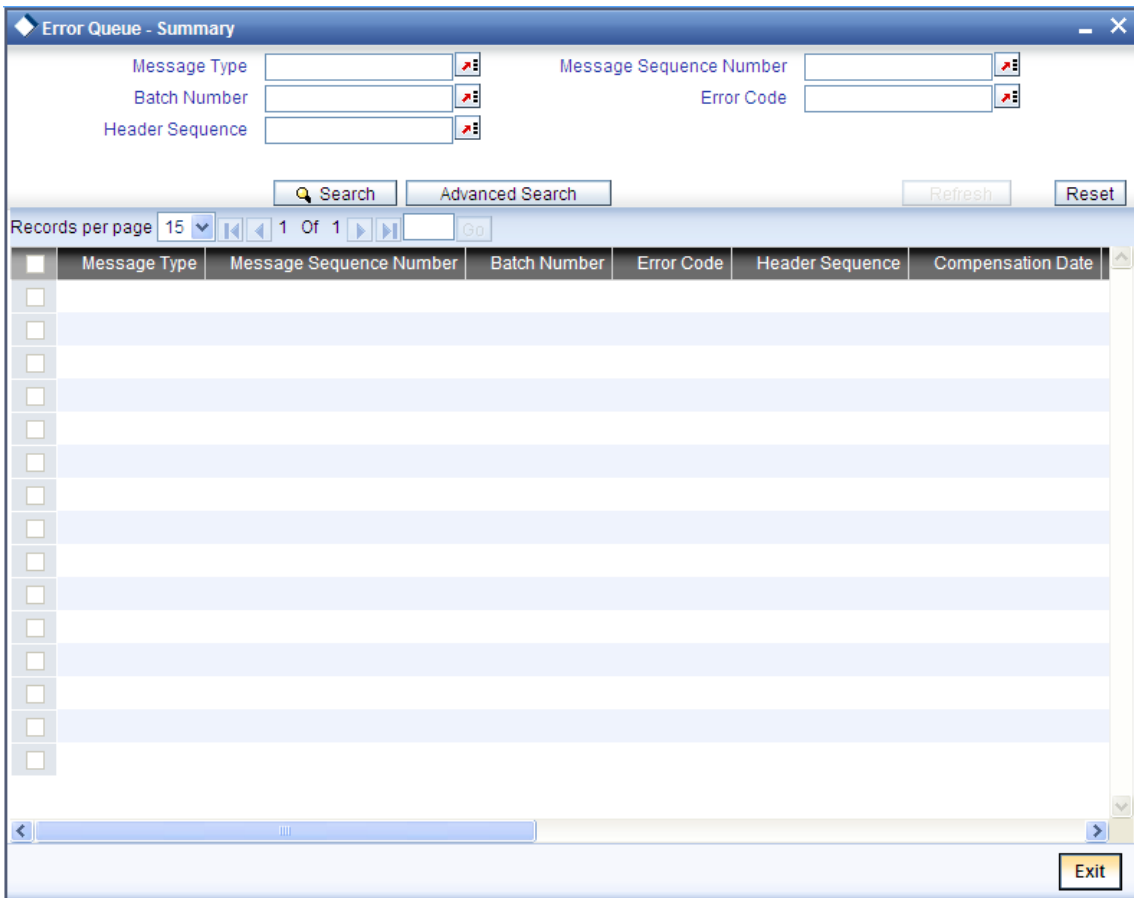 Error Queue - Summary
Message Type Message Sequence Number
Batch Number Error Code
Header Sequence
Search Advanced Search Refresh Reset
Records per page 15 1 Of 1 Go
Message Type Message Sequence Number Batch Number Error Code Header Sequence Compensation Date
Exit